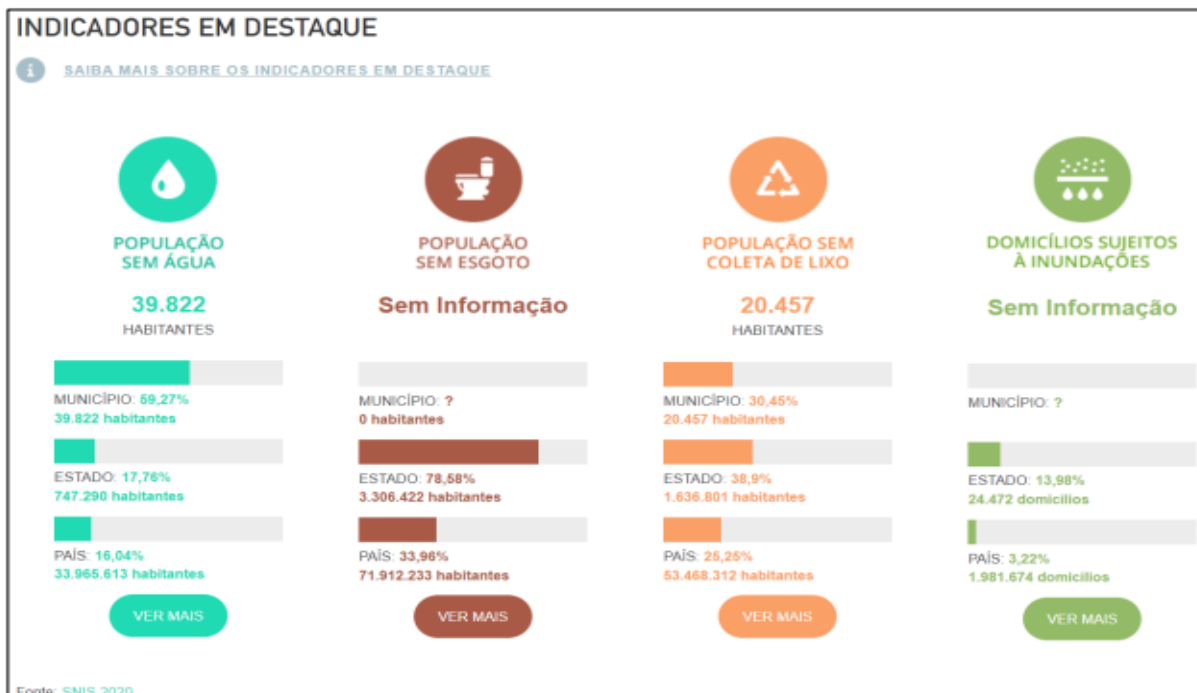 INDICADORES EM DESTAQUE
i SAIBA MAIS SOBRE OS INDICADORES EM DESTAQUE
POPULAÇÃO
SEM ÁGUA
39.822
HABITANTES
MUNICÍPIO: 59,27%
39.822 habitantes
ESTADO: 17,76%
747.290 habitantes
PAÍS: 16,04%
33.965.613 habitantes
VER MAIS
POPULAÇÃO
SEM ESGOTO
Sem Informação
MUNICÍPIO: ?
0 habitantes
ESTADO: 78,58%
3.306.422 habitantes
PAÍS: 33,96%
71.912.233 habitantes
VER MAIS
POPULAÇÃO SEM
COLETA DE LIXO
20.457
HABITANTES
MUNICÍPIO: 30,45%
20.457 habitantes
ESTADO: 38,9%
1.636.801 habitantes
PAÍS: 25,25%
53.468.312 habitantes
VER MAIS
DOMICÍLIOS SUJEITOS
À INUNDAÇÕES
Sem Informação
MUNICÍPIO: ?
ESTADO: 13,98%
24.472 domicílios
PAÍS: 3,22%
1.981.674 domicílios
VER MAIS
Fonte: SNIS 2020